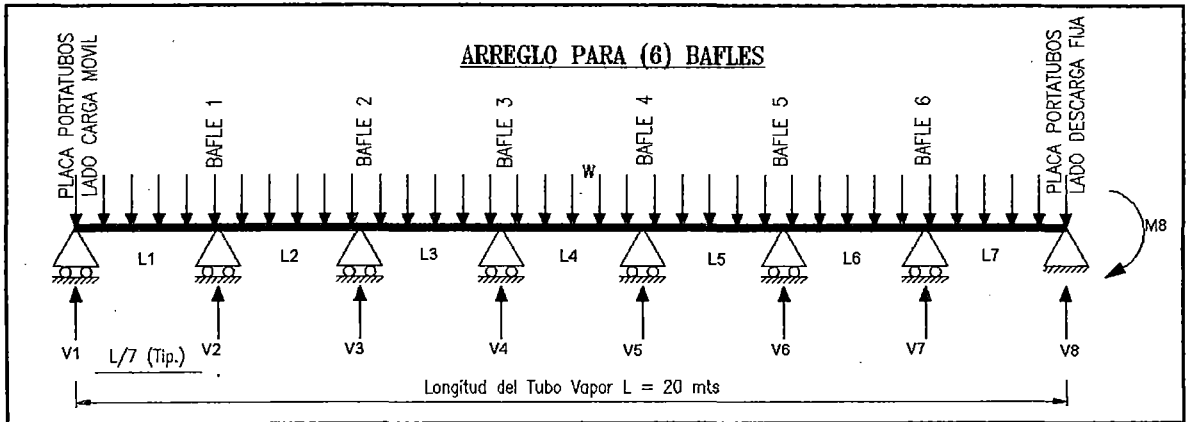 ARREGLO PARA (6) BAFLES
PLACA PORTATUBOS
LADO CARGA MOVIL
BAFLE 1
BAFLE 2
BAFLE 3
BAFLE 4
BAFLE 5
BAFLE 6
PLACA PORTATUBOS
LADO DESCARGA FIJA
W
M8
L1
L2
L3
L4
L5
L6
L7
V1
V2
V3
V4
V5
V6
V7
V8
L/7 (Tip.)
Longítud del Tubo Vapor L = 20 mts